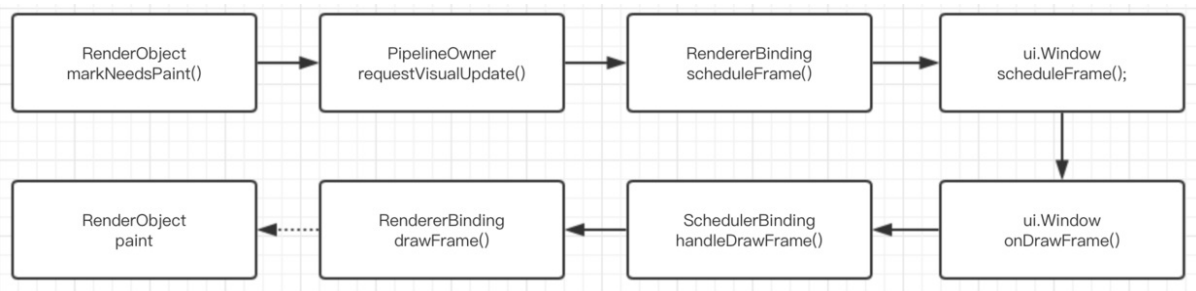 RenderObject
markNeedsPaint()
PipelineOwner
requestVisualUpdate()
RendererBinding
scheduleFrame()
ui.Window
scheduleFrame();
ui.Window
onDrawFrame()
SchedulerBinding
handleDrawFrame()
RendererBinding
drawFrame()
RenderObject
paint